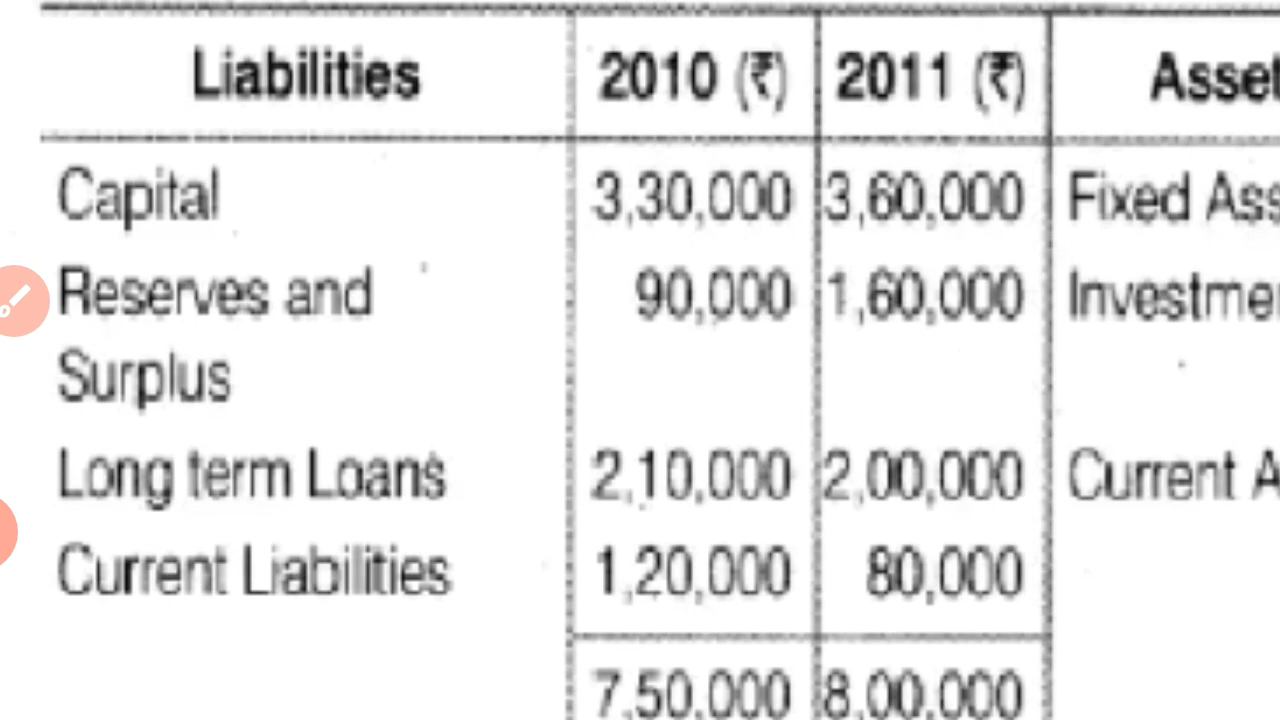 Liabilities 2010 (₹) 2011 (₹) Asset
Capital 3,30,000 3,60,000 Fixed Ass
Reserves and 90,000 1,60,000 Investme
Surplus
Long term Loans 2,10,000 2,00,000 Current A
Current Liabilities 1,20,000 80,000
7,50,000 8,00,000